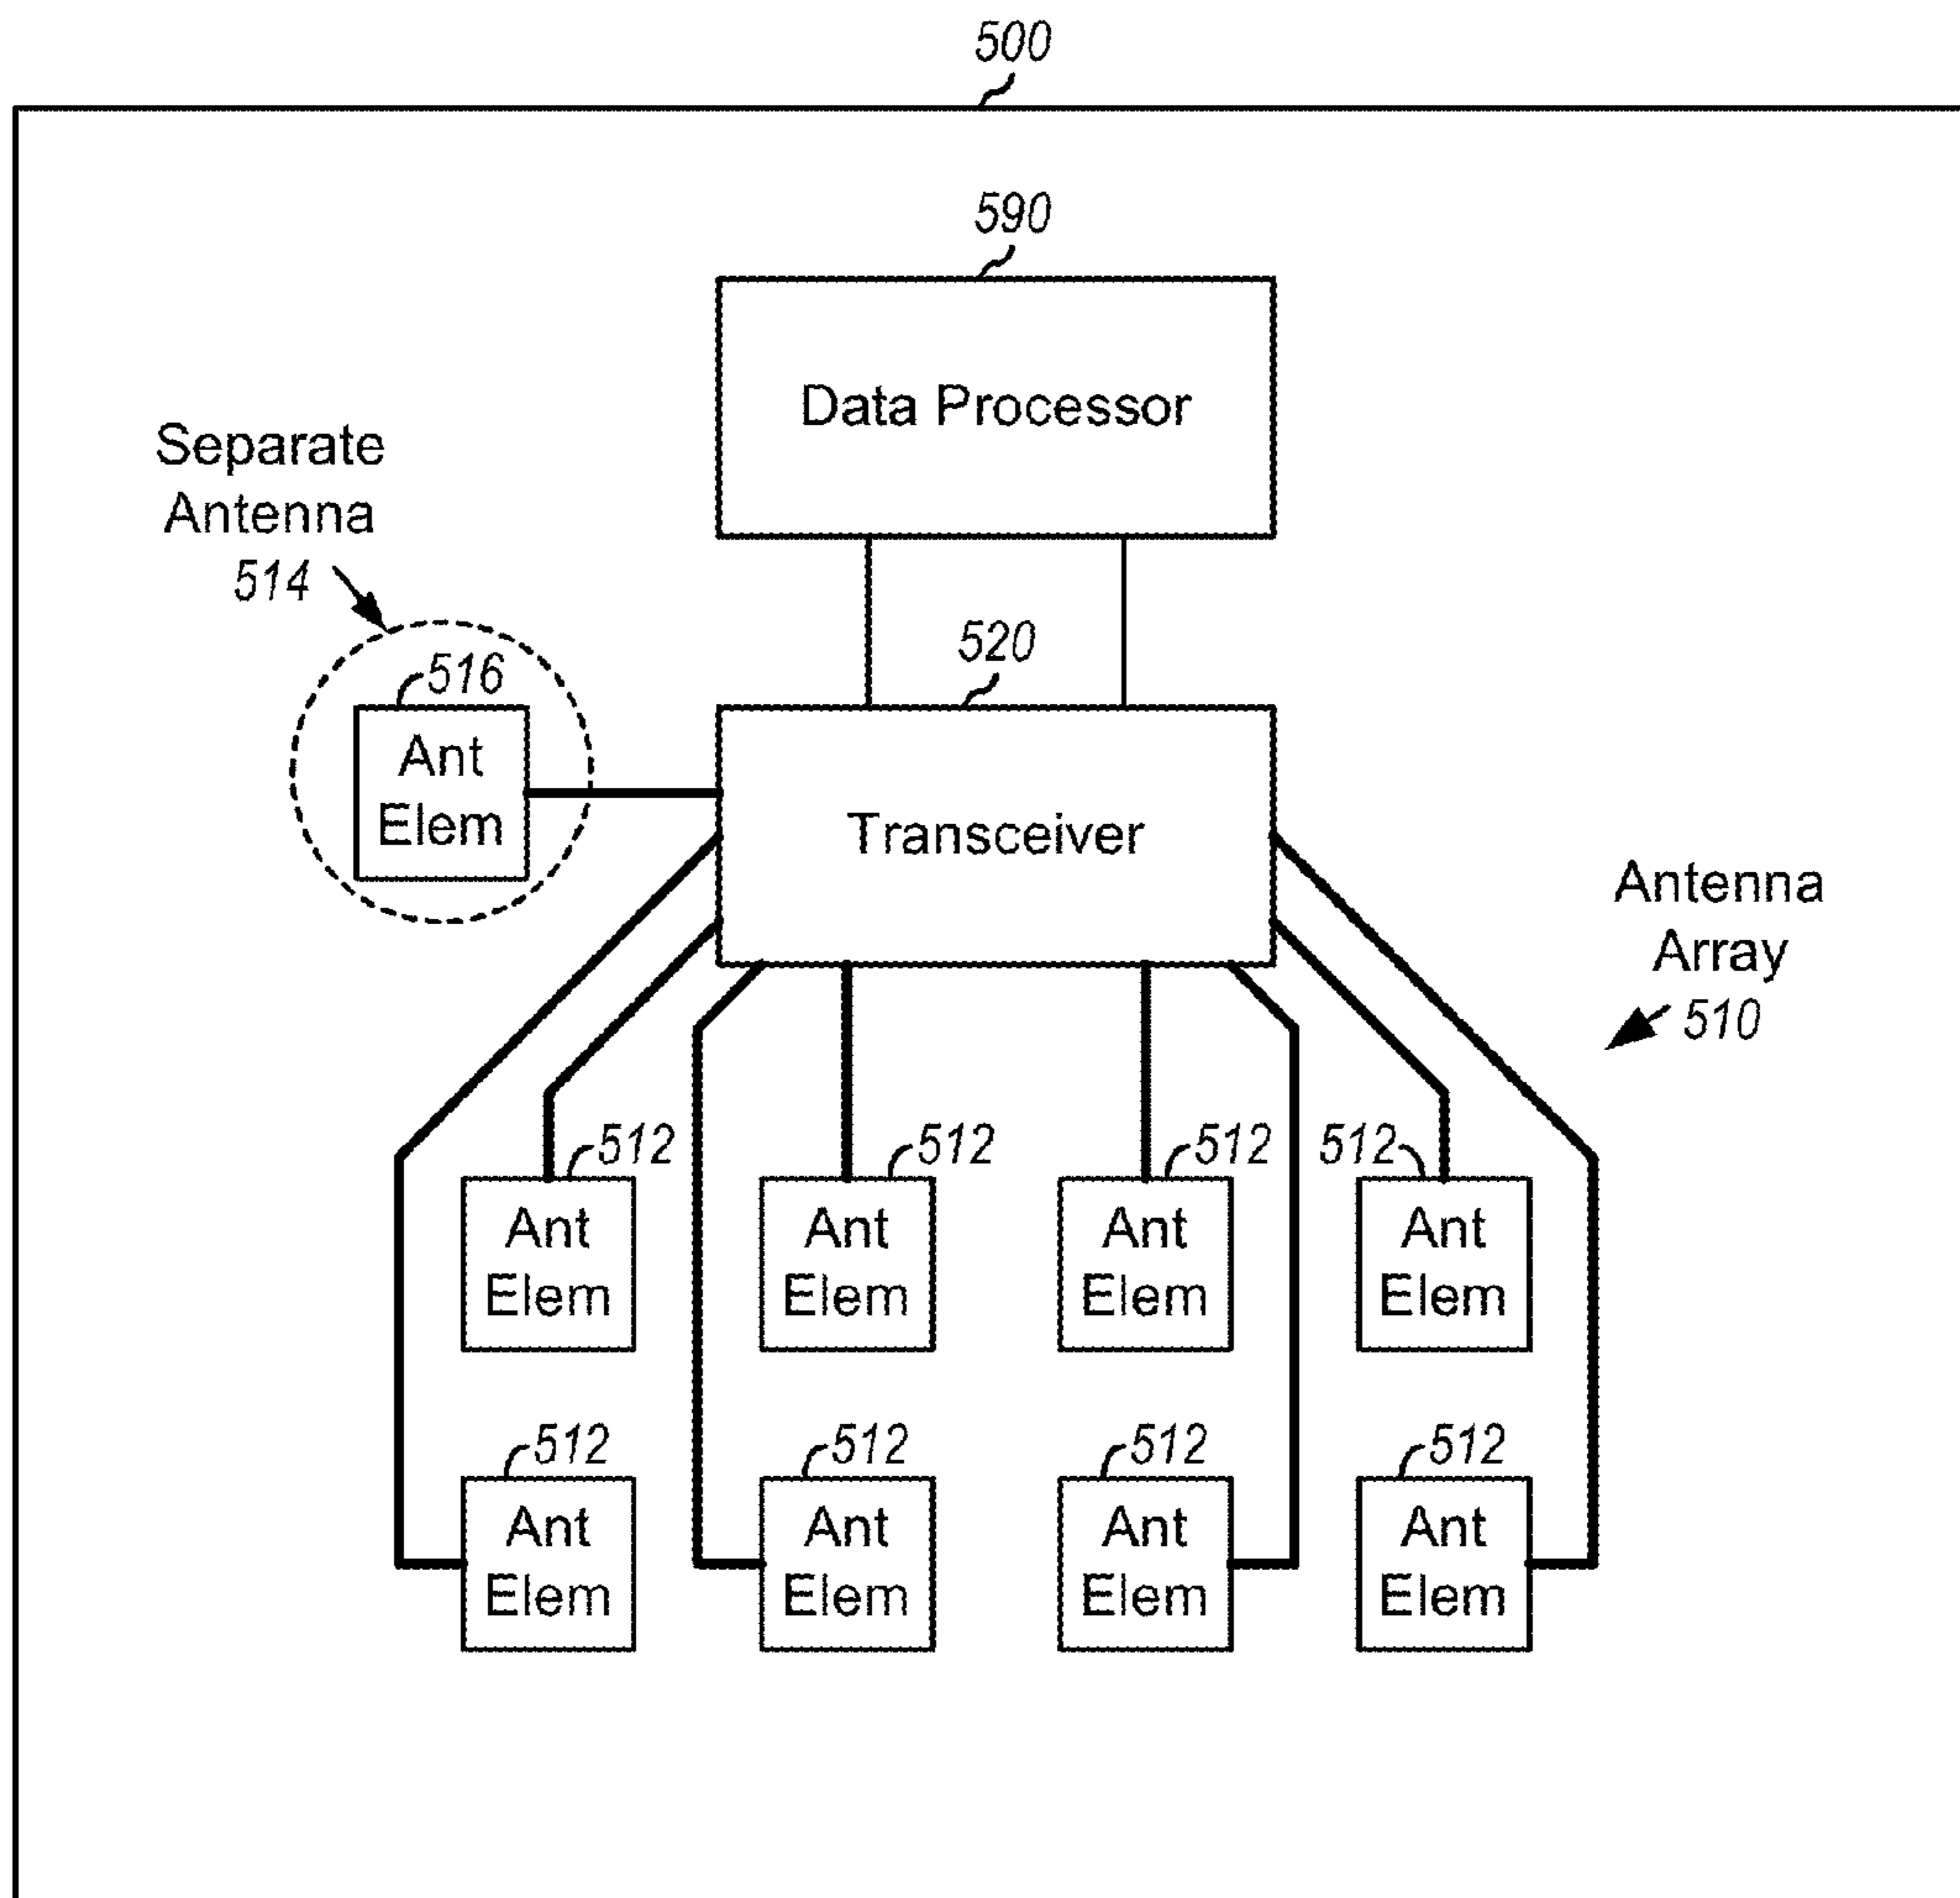 500
590
Data Processor
Separate
Antenna
514
520
516
Ant
Elem
Transceiver
Antenna
Array
510
512
512
512
512
Ant
Elem
Ant
Elem
Ant
Elem
Ant
Elem
512
512
512
512
Ant
Elem
Ant
Elem
Ant
Elem
Ant
Elem